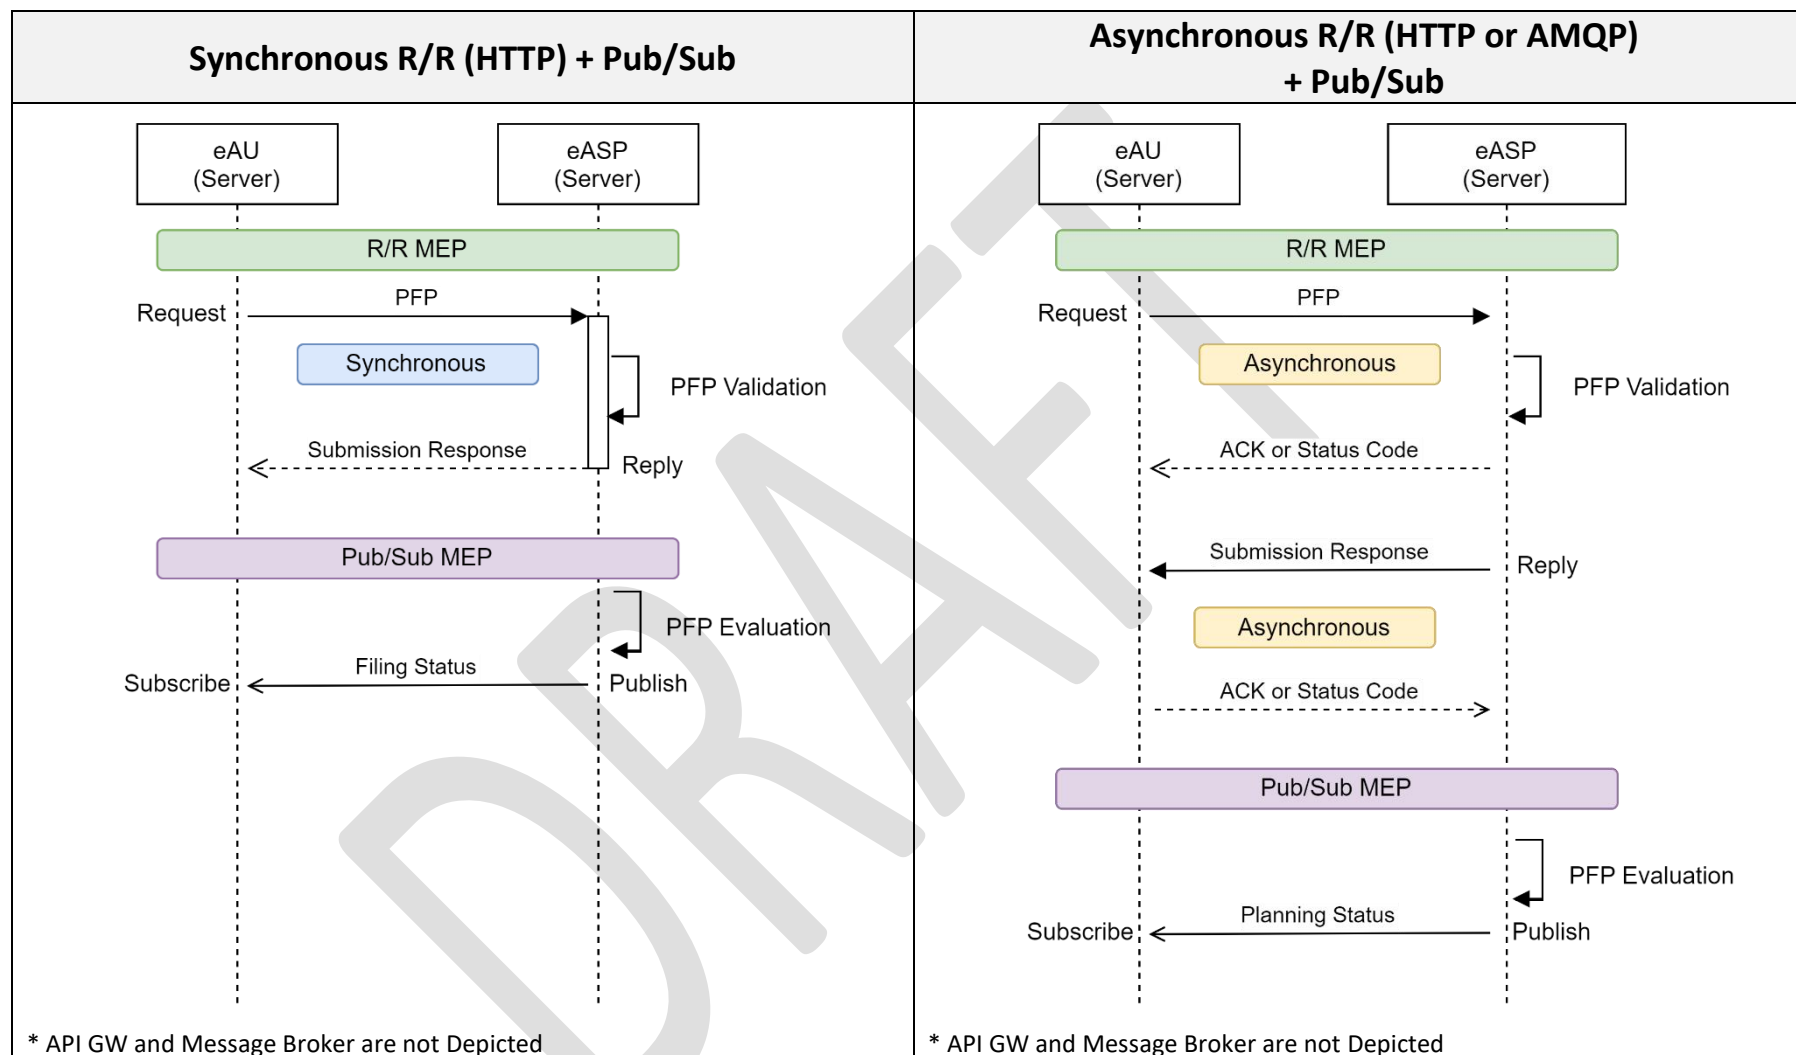 Synchronous R/R (HTTP) + Pub/Sub
eAU
(Server)
eASP
(Server)
R/R MEP
Request
PFP
Synchronous
PFP Validation
Submission Response
Reply
Pub/Sub MEP
PFP Evaluation
Subscribe
Filing Status
Publish
* API GW and Message Broker are not Depicted
Asynchronous R/R (HTTP or AMQP)
+ Pub/Sub
eAU
(Server)
eASP
(Server)
R/R MEP
Request
PFP
Asynchronous
PFP Validation
ACK or Status Code
Submission Response
Reply
Asynchronous
ACK or Status Code
Pub/Sub MEP
PFP Evaluation
Subscribe
Planning Status
Publish
* API GW and Message Broker are not Depicted
DRAFT